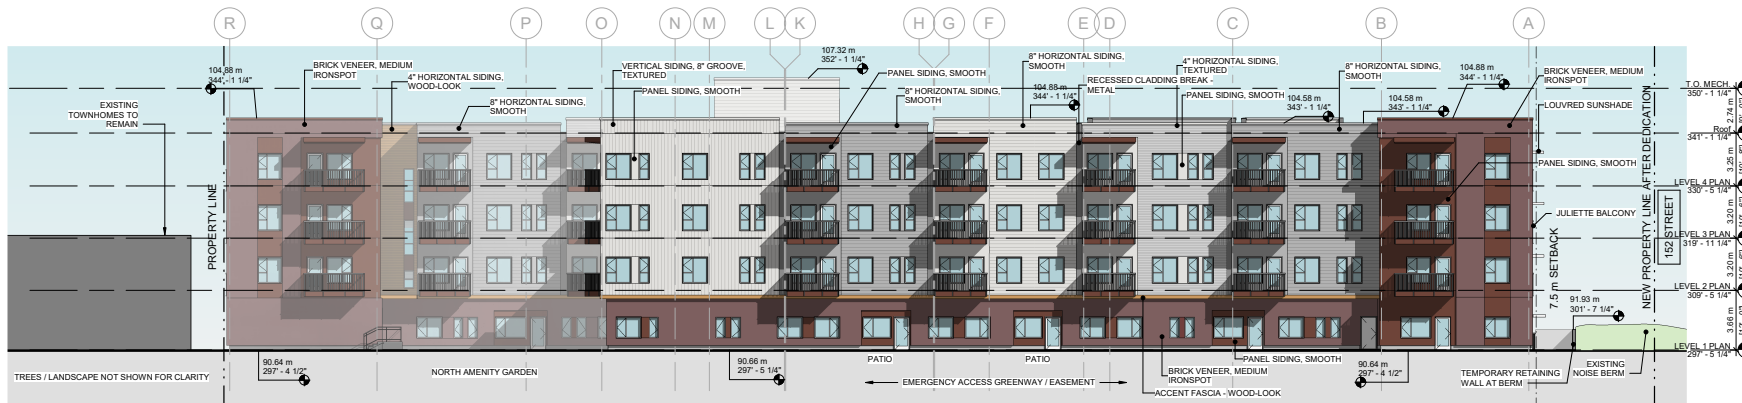 R Q P O N M L K H G F E D C B A
104.88 m
344' - 1 1/4"
BRICK VENEER, MEDIUM
IRONSPOT
4" HORIZONTAL SIDING,
WOOD-LOOK
8" HORIZONTAL SIDING,
SMOOTH
VERTICAL SIDING, 8" GROOVE,
TEXTURED
PANEL SIDING, SMOOTH
107.32 m
352' - 1 1/4"
PANEL SIDING, SMOOTH
8" HORIZONTAL SIDING,
SMOOTH
8" HORIZONTAL SIDING,
SMOOTH
104.88 m
344' - 1 1/4"
RECESSED CLADDING BREAK -
METAL
4" HORIZONTAL SIDING,
TEXTURED
PANEL SIDING, SMOOTH
104.58 m
343' - 1 1/4"
8" HORIZONTAL SIDING,
SMOOTH
104.58 m
343' - 1 1/4"
104.88 m
344' - 1 1/4"
BRICK VENEER, MEDIUM
IRONSPOT
LOUVRED SUNSHADE
PANEL SIDING, SMOOTH
JULIETTE BALCONY
EXISTING
TOWNHOMES TO
REMAIN
PROPERTY LINE
7.5 m SETBACK
NEW PROPERTY LINE AFTER DEDICATION
152 STREET
T.O. MECH.
350' - 1 1/4"
2.74 m
Roof
341' - 1 1/4"
3.25 m
LEVEL 4 PLAN
330' - 5 1/4"
3.20 m
LEVEL 3 PLAN
319' - 11 1/4"
3.20 m
LEVEL 2 PLAN
309' - 5 1/4"
3.66 m
LEVEL 1 PLAN
297' - 5 1/4"
91.93 m
301' - 7 1/4"
90.64 m
297' - 4 1/2"
TREES / LANDSCAPE NOT SHOWN FOR CLARITY
NORTH AMENITY GARDEN
90.66 m
297' - 5 1/4"
PATIO
PATIO
EMERGENCY ACCESS GREENWAY / EASEMENT
BRICK VENEER, MEDIUM
IRONSPOT
ACCENT FASCIA - WOOD-LOOK
PANEL SIDING, SMOOTH
90.64 m
297' - 4 1/2"
TEMPORARY RETAINING
WALL AT BERM
EXISTING
NOISE BERM